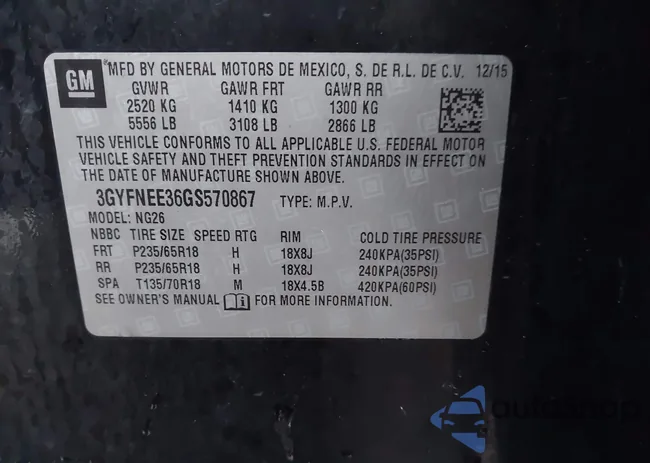 GM
MFD BY GENERAL MOTORS DE MEXICO, S. DE R.L. DE C.V. 12/15
GVWR GAWR FRT GAWR RR
2520 KG 1410 KG 1300 KG
5556 LB 3108 LB 2866 LB
THIS VEHICLE CONFORMS TO ALL APPLICABLE U.S. FEDERAL MOTOR
VEHICLE SAFETY AND THEFT PREVENTION STANDARDS IN EFFECT ON
THE DATE OF MANUFACTURE SHOWN ABOVE.
3GYFNEE36GS570867 TYPE: M.P.V.
MODEL: NG26
NBBC TIRE SIZE SPEED RTG RIM COLD TIRE PRESSURE
FRT P235/65R18 H 18X8J 240KPA(35PSI)
RR P235/65R18 H 18X8J 240KPA(35PSI)
SPA T135/70R18 M 18X4.5B 420KPA(60PSI)
SEE OWNER'S MANUAL FOR MORE INFORMATION.